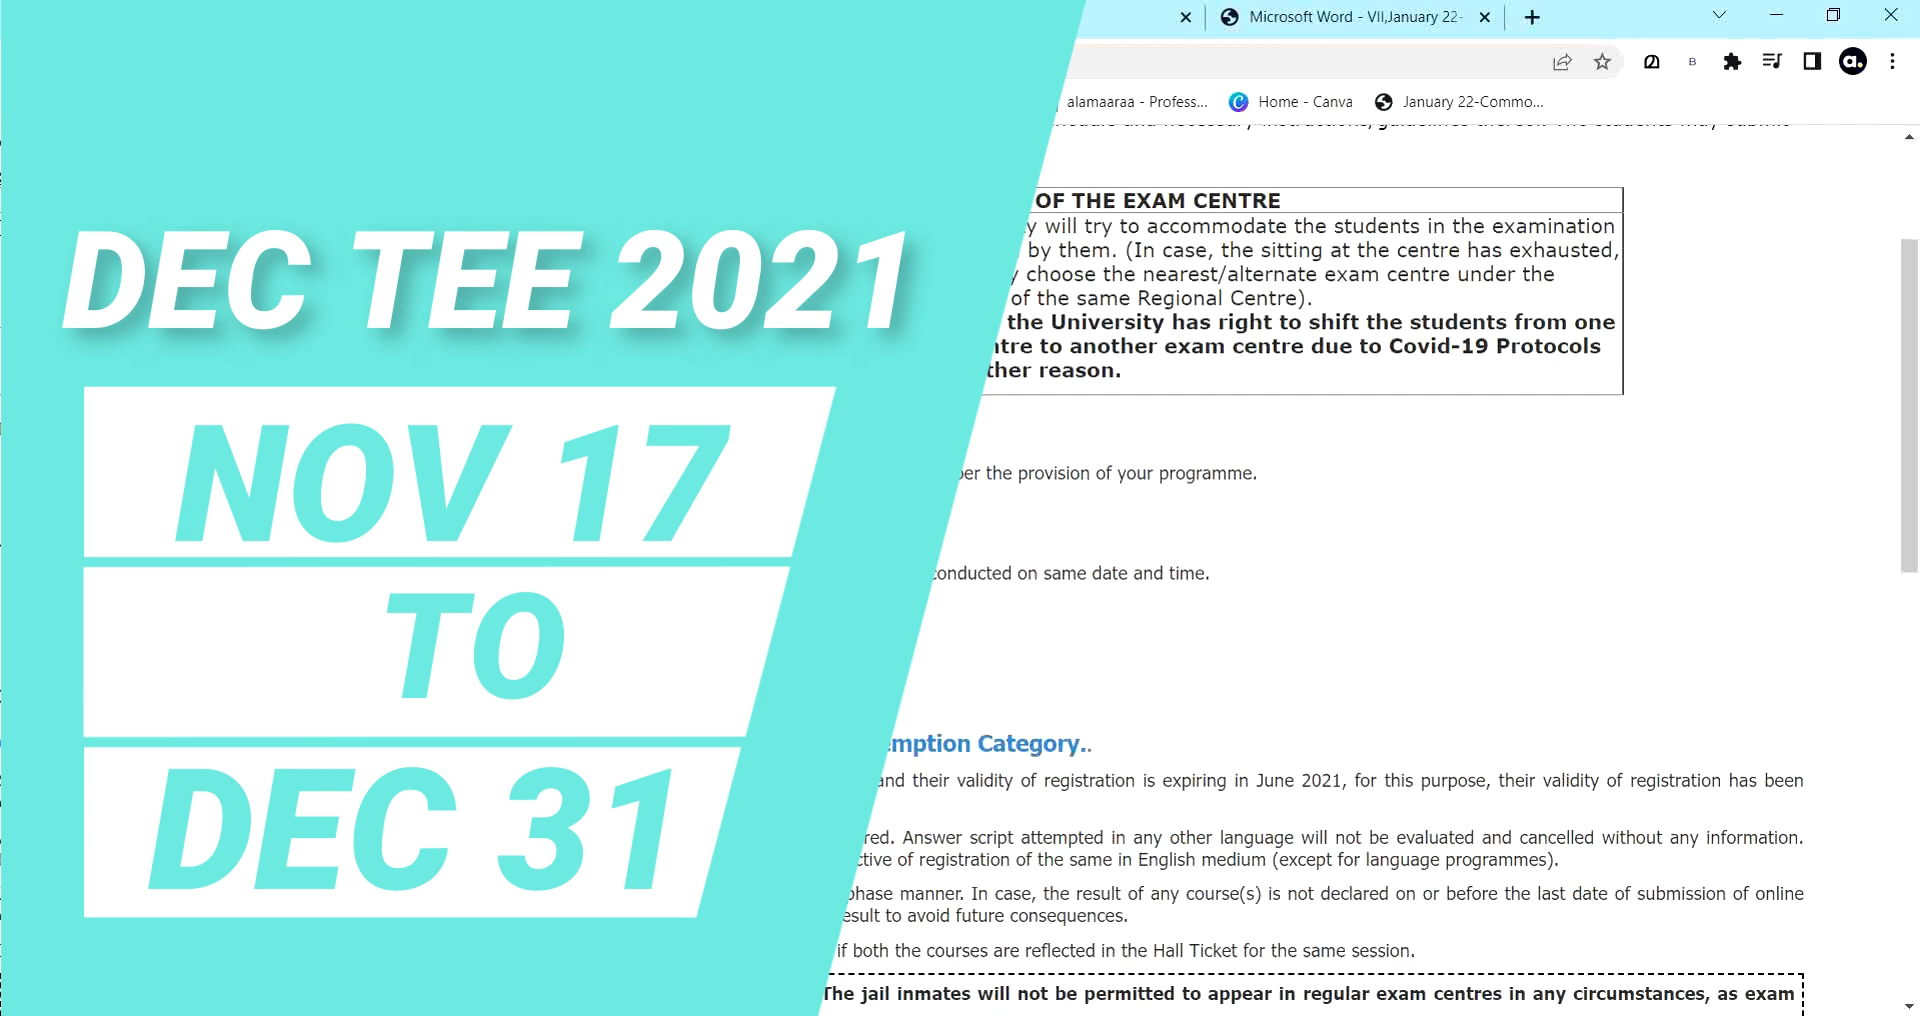 DEC TEE 2021
NOV 17
TO
DEC 31
Microsoft Word - VII,January 22-
B
a.
alamaaraa - Profess...
Home - Canva
January 22-Commo...
OF THE EXAM CENTRE
y will try to accommodate the students in the examination
by them. (In case, the sitting at the centre has exhausted,
y choose the nearest/alternate exam centre under the
of the same Regional Centre).
the University has right to shift the students from one
ntre to another exam centre due to Covid-19 Protocols
ther reason.
per the provision of your programme.
conducted on same date and time.
emption Category..
and their validity of registration is expiring in June 2021, for this purpose, their validity of registration has been
red. Answer script attempted in any other language will not be evaluated and cancelled without any information.
ctive of registration of the same in English medium (except for language programmes).
phase manner. In case, the result of any course(s) is not declared on or before the last date of submission of online
esult to avoid future consequences.
if both the courses are reflected in the Hall Ticket for the same session.
The jail inmates will not be permitted to appear in regular exam centres in any circumstances, as exam